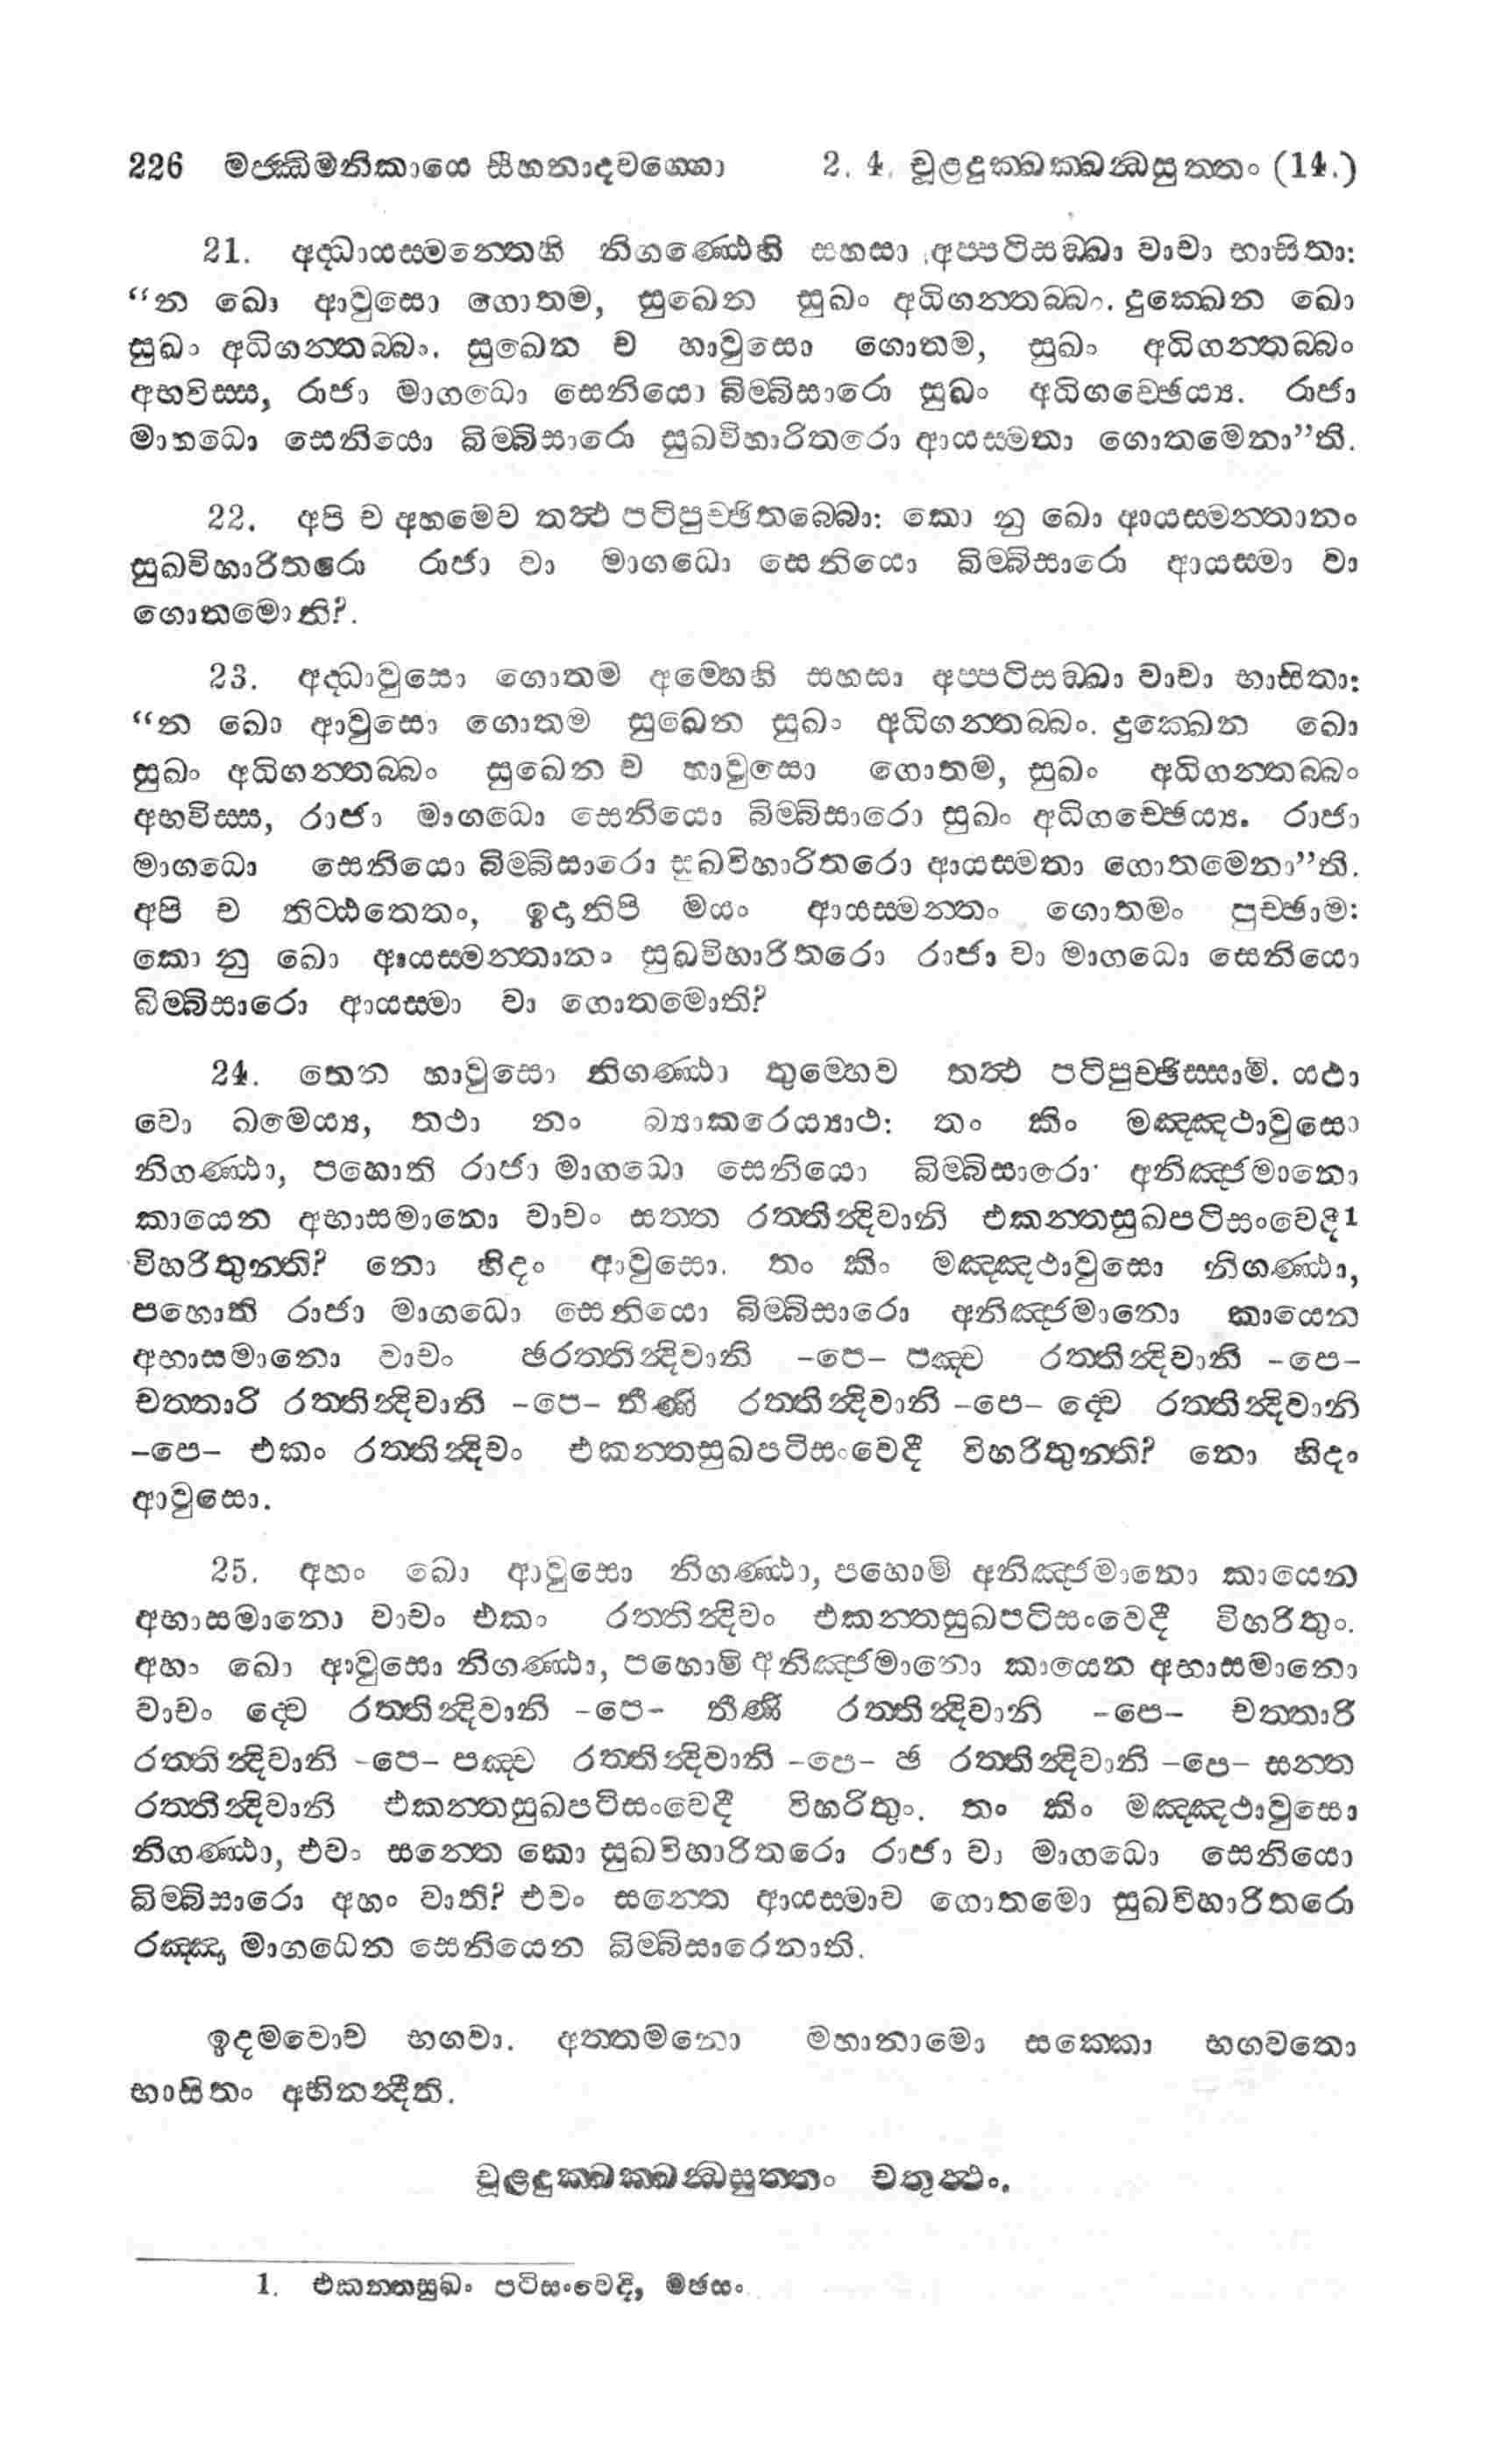 226 මජ්ඣිමනිකායෙ සීහනාදවග්ගො 2. 4. චූළදුක්ඛක්ඛන්ධසුත්තං (14.)
21. අද්ධායස්මන්තෙහි නිගණ්ඨෙහි සහසා අප්පටිසඞ්ඛා වාචා භාසිතා:
“න ඛො ආවුසො ගොතම, සුඛෙන සුඛං අධිගන්තබ්බං. දුක්ඛෙන ඛො
සුඛං අධිගන්තබ්බං. සුඛෙන ච හාවුසො ගොතම, සුඛං අධිගන්තබ්බං
අභවිස්ස, රාජා මාගධො සෙනියො බිම්බිසාරො සුඛං අධිගච්ඡෙය්‍ය. රාජා
මාගධො සෙනියො බිම්බිසාරො සුඛවිහාරිතරො ආයස්මතා ගොතමෙනා”ති.
22. අපි ච අහමෙව තත්‍ථ පටිපුච්ඡිතබ්බො: කො නු ඛො ආයස්මන්තානං
සුඛවිහාරිතරො රාජා වා මාගධො සෙනියො බිම්බිසාරො ආයස්මා වා
ගොතමොති?.
23. අද්ධාවුසො ගොතම අම්හෙහි සහසා අප්පටිසඞ්ඛා වාචා භාසිතා:
“න ඛො ආවුසො ගොතම සුඛෙන සුඛං අධිගන්තබ්බං. දුක්ඛෙන ඛො
සුඛං අධිගන්තබ්බං සුඛෙන ච හාවුසො ගොතම, සුඛං අධිගන්තබ්බං
අභවිස්ස, රාජා මාගධො සෙනියො බිම්බිසාරො සුඛං අධිගච්ඡෙය්‍ය. රාජා
මාගධො සෙනියො බිම්බිසාරො සුඛවිහාරිතරො ආයස්මතා ගොතමෙනා”ති.
අපි ච තිට්ඨතෙතං, ඉදානිපි මයං ආයස්මන්තං ගොතමං පුච්ඡාම:
කො නු ඛො ආයස්මන්තානං සුඛවිහාරිතරො රාජා වා මාගධො සෙනියො
බිම්බිසාරො ආයස්මා වා ගොතමොති?
24. තෙන හාවුසො නිගණ්ඨා තුම්හෙව තත්‍ථ පටිපුච්ඡිස්සාමි. යථා
වො ඛමෙය්‍ය, තථා නං බ්‍යාකරෙය්‍යාථ: තං කිං මඤ්ඤථාවුසො
නිගණ්ඨා, පහොති රාජා මාගධො සෙනියො බිම්බිසාරො අනිඤ්ජමානො
කායෙන අභාසමානො වාචං සත්ත රත්තින්‍දිවානි එකන්තසුඛපටිසංවෙදී1
විහරිතුන්ති? නො හිදං ආවුසො. තං කිං මඤ්ඤථාවුසො නිගණ්ඨා,
පහොති රාජා මාගධො සෙනියො බිම්බිසාරො අනිඤ්ජමානො කායෙන
අභාසමානො වාචං ඡරත්තින්‍දිවානි -පෙ- පඤ්ච රත්තින්‍දිවානි -පෙ-
චත්තාරි රත්තින්‍දිවානි -පෙ- තීණි රත්තින්‍දිවානි -පෙ- ද්වෙ රත්තින්‍දිවානි
-පෙ- එකං රත්තින්‍දිවං එකන්තසුඛපටිසංවෙදී විහරිතුන්ති? නො හිදං
ආවුසො.
25. අහං ඛො ආවුසො නිගණ්ඨා, පහොමි අනිඤ්ජමානො කායෙන
අභාසමානො වාචං එකං රත්තින්‍දිවං එකන්තසුඛපටිසංවෙදී විහරිතුං.
අහං ඛො ආවුසො නිගණ්ඨා, පහොමි අනිඤ්ජමානො කායෙන අභාසමානො
වාචං ද්වෙ රත්තින්‍දිවානි -පෙ- තීණි රත්තින්‍දිවානි -පෙ- චත්තාරි
රත්තින්‍දිවානි -පෙ- පඤ්ච රත්තින්‍දිවානි -පෙ- ඡ රත්තින්‍දිවානි -පෙ- සත්ත
රත්තින්‍දිවානි එකන්තසුඛපටිසංවෙදී විහරිතුං. තං කිං මඤ්ඤථාවුසො
නිගණ්ඨා, එවං සන්තෙ කො සුඛවිහාරිතරො රාජා වා මාගධො සෙනියො
බිම්බිසාරො අහං වාති? එවං සන්තෙ ආයස්මාව ගොතමො සුඛවිහාරිතරො
රඤ්ඤා මාගධෙන සෙනියෙන බිම්බිසාරෙනාති.
ඉදමවොච භගවා. අත්තමනො මහානාමො සක්කො භගවතො
භාසිතං අභිනන්‍දීති.
චූළදුක්ඛක්ඛන්ධසුත්තං චතුත්‍ථං.
1. එකන්තසුඛං පටිසංවෙදි, මඡසං.